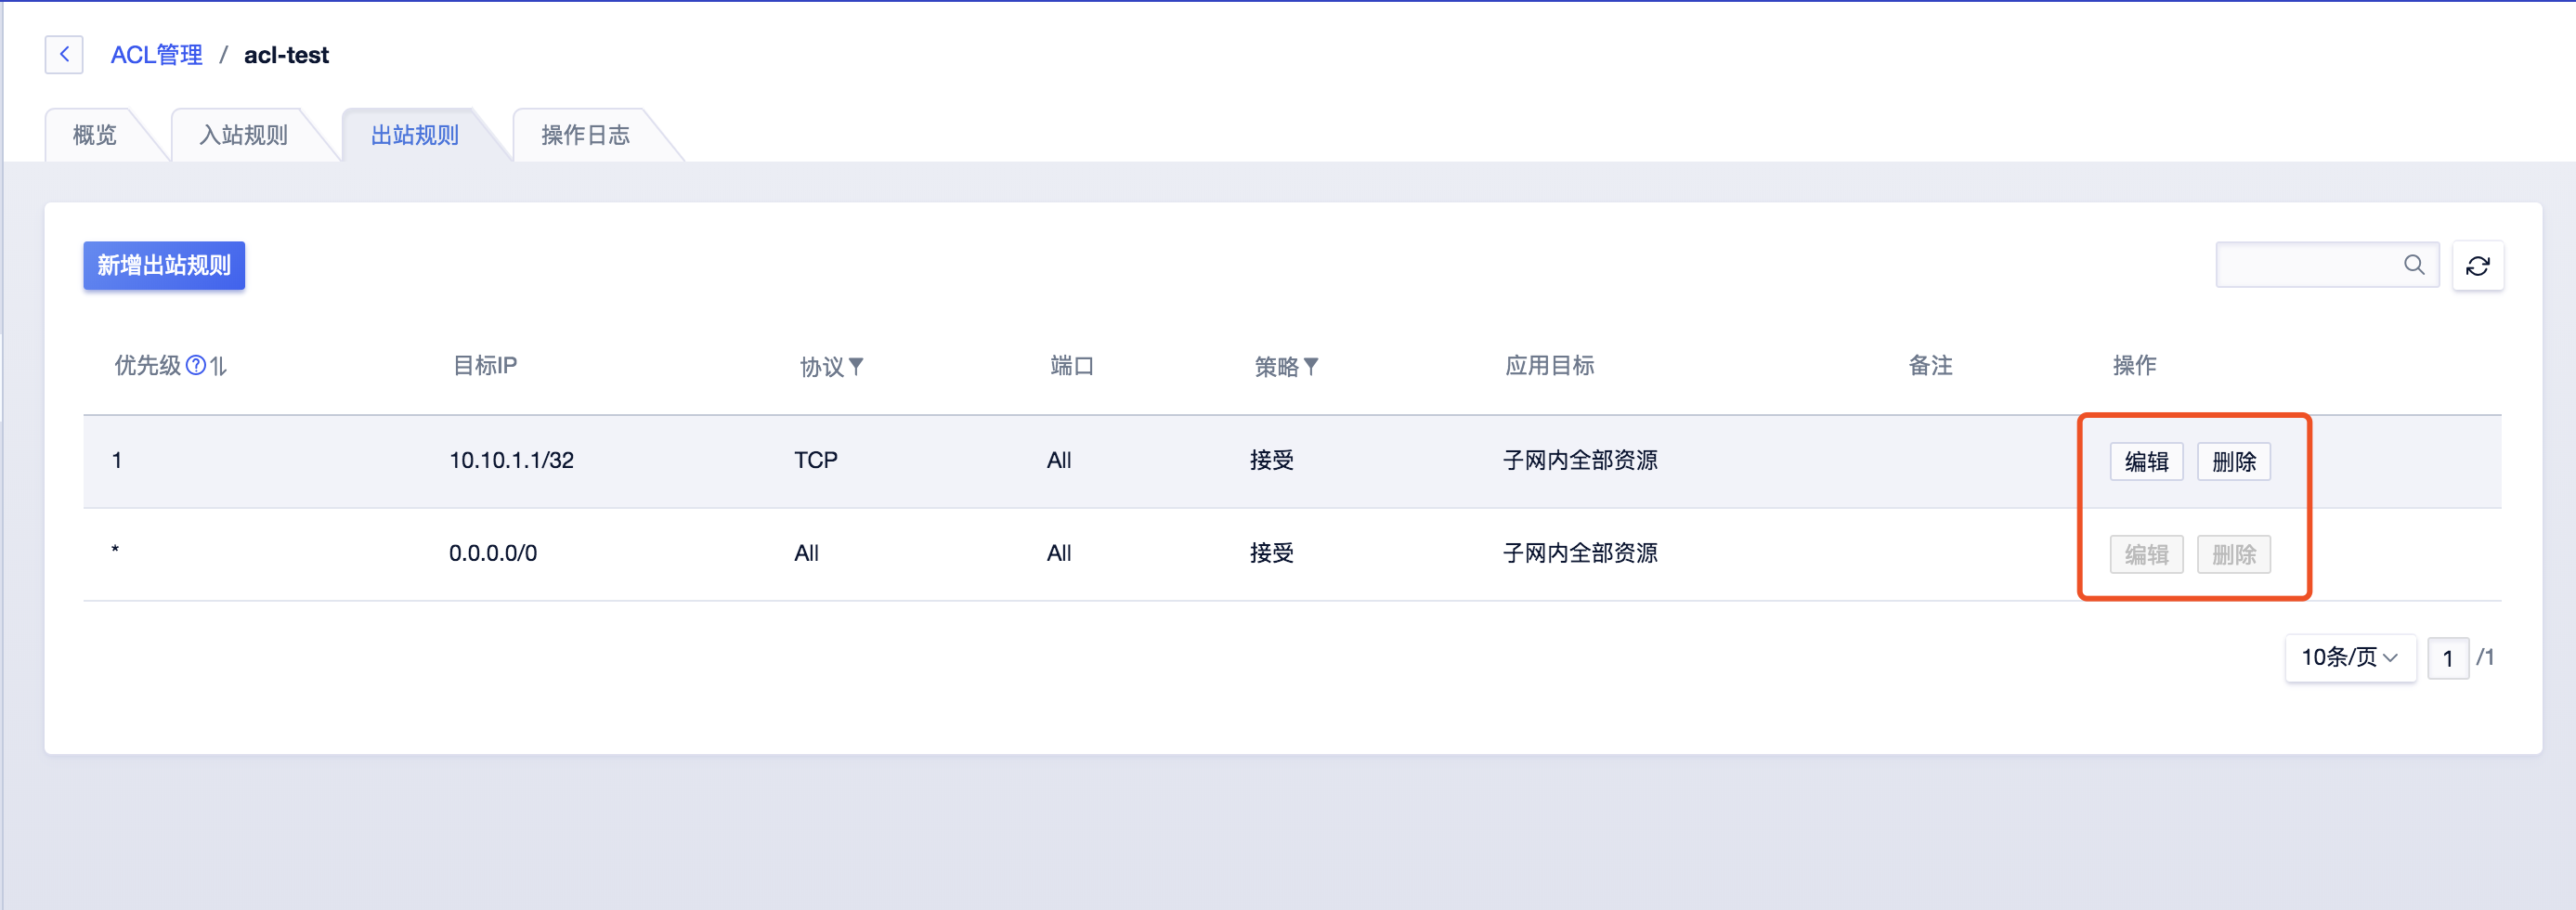 ACL管理 / acl-test
概览 入站规则 出站规则 操作日志
新增出站规则
优先级 目标IP 协议 端口 策略 应用目标 备注 操作
1 10.10.1.1/32 TCP All 接受 子网内全部资源 编辑 删除
* 0.0.0.0/0 All All 接受 子网内全部资源 编辑 删除
10条/页 1 /1